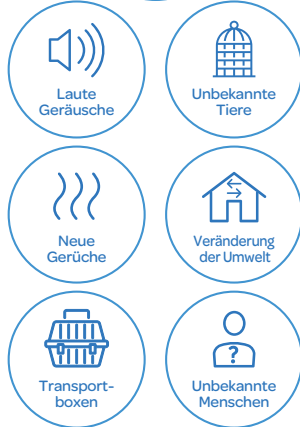 Laute
Geräusche
Unbekannte
Tiere
Neue
Gerüche
Veränderung
der Umwelt
Transport-
boxen
?
Unbekannte
Menschen